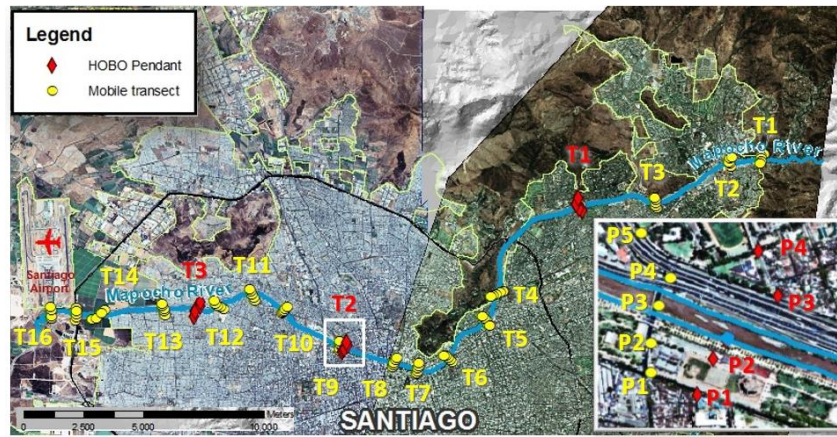 Legend
HOBO Pendant
Mobile transect
T1
Mapocho River
T2
T3
T1
T4
T5
T6
T7
T8
T9
T2
T10
T11
T12
T3
T13
T14
Mapocho River
T15
T16
Santiago
Airport
P5
P4
P3
P2
P1
P4
P3
P2
P1
Meters
0 2.500 5.000 10.000
SANTIAGO